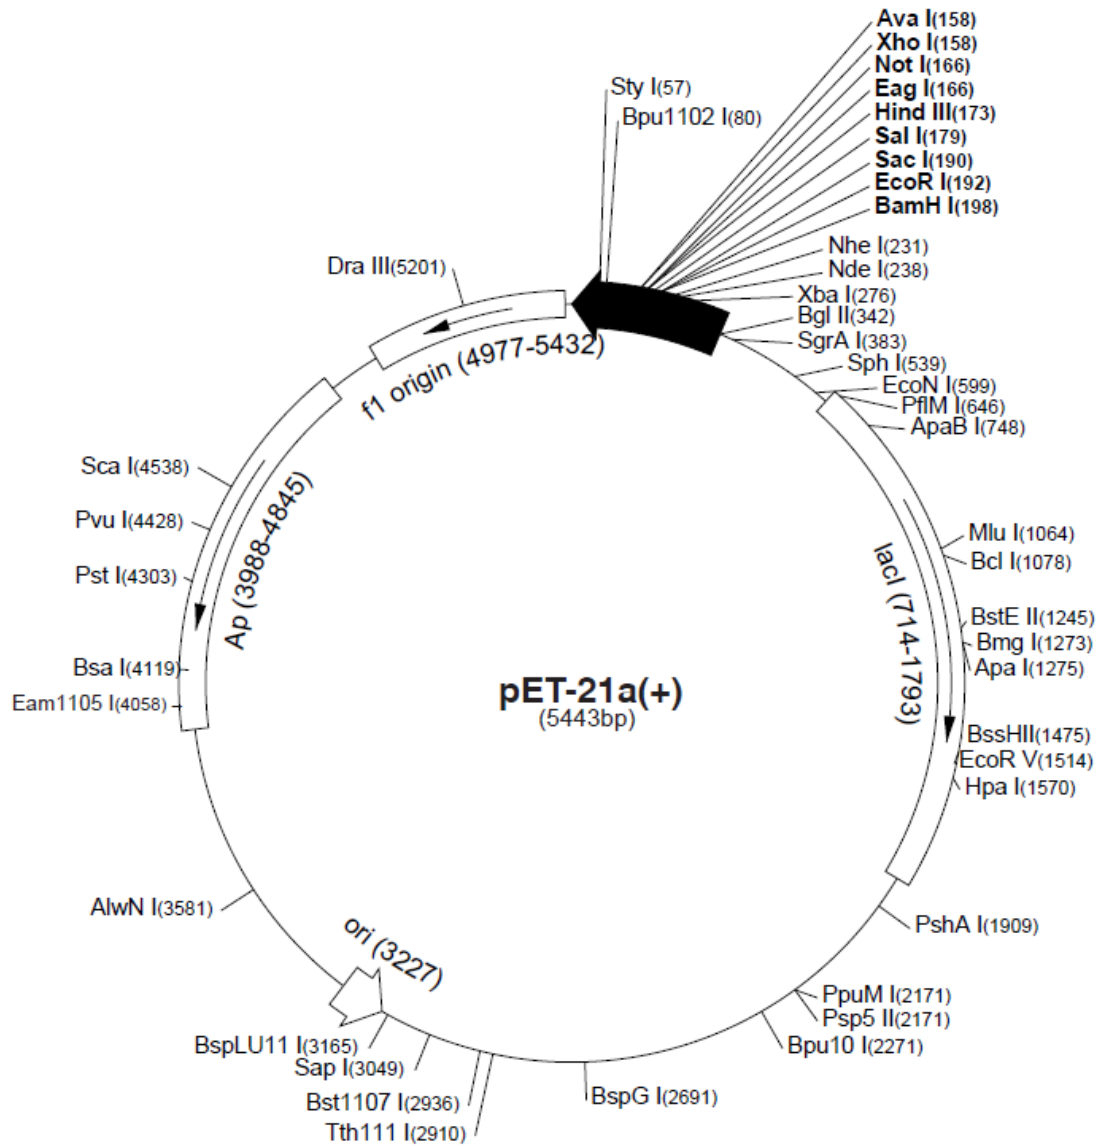 Ava I(158)
Xho I(158)
Not I(166)
Eag I(166)
Hind III(173)
Sal I(179)
Sac I(190)
EcoR I(192)
BamH I(198)
Sty I(57)
Bpu1102 I(80)
Nhe I(231)
Nde I(238)
Xba I(276)
Bgl II(342)
SgrA I(383)
Sph I(539)
EcoN I(599)
PflM I(646)
ApaB I(748)
Dra III(5201)
f1 origin (4977-5432)
Sca I(4538)
Pvu I(4428)
Pst I(4303)
Ap (3988-4845)
Bsa I(4119)
Eam1105 I(4058)
lacI (714-1793)
Mlu I(1064)
Bcl I(1078)
BstE II(1245)
Bmg I(1273)
Apa I(1275)
BssHII(1475)
EcoR V(1514)
Hpa I(1570)
pET-21a(+)
(5443bp)
AlwN I(3581)
ori (3227)
PshA I(1909)
PpuM I(2171)
Psp5 II(2171)
Bpu10 I(2271)
BspLU11 I(3165)
Sap I(3049)
Bst1107 I(2936)
Tth111 I(2910)
BspG I(2691)